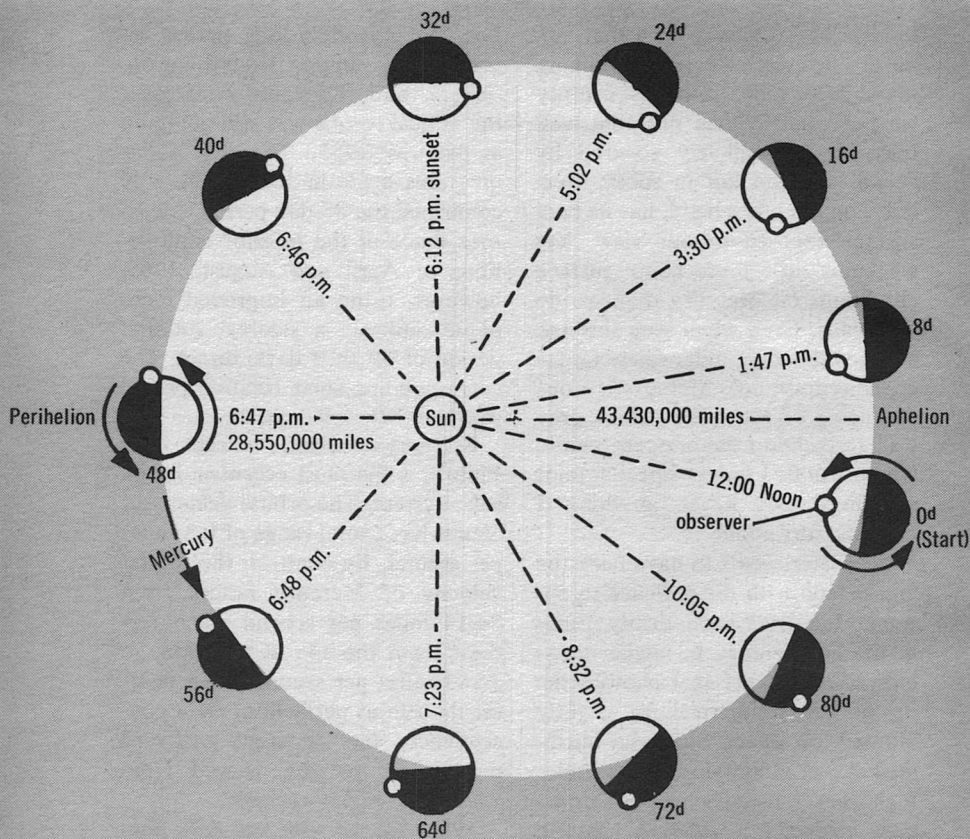 32d
24d
40d
16d
6:12 p.m. sunset
5:02 p.m.
6:46 p.m.
3:30 p.m.
8d
1:47 p.m.
Perihelion
6:47 p.m.
28,550,000 miles
Sun
43,430,000 miles
Aphelion
48d
12:00 Noon
observer
0d
(Start)
Mercury
6:48 p.m.
10:05 p.m.
7:23 p.m.
8:32 p.m.
56d
80d
64d
72d